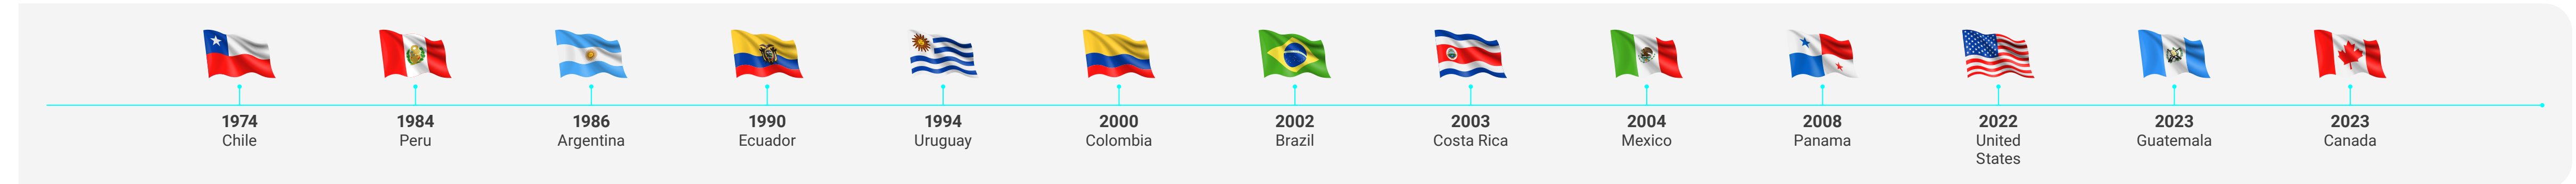 1974
Chile
1984
Peru
1986
Argentina
1990
Ecuador
1994
Uruguay
2000
Colombia
2002
Brazil
2003
Costa Rica
2004
Mexico
2008
Panama
2022
United
States
2023
Guatemala
2023
Canada